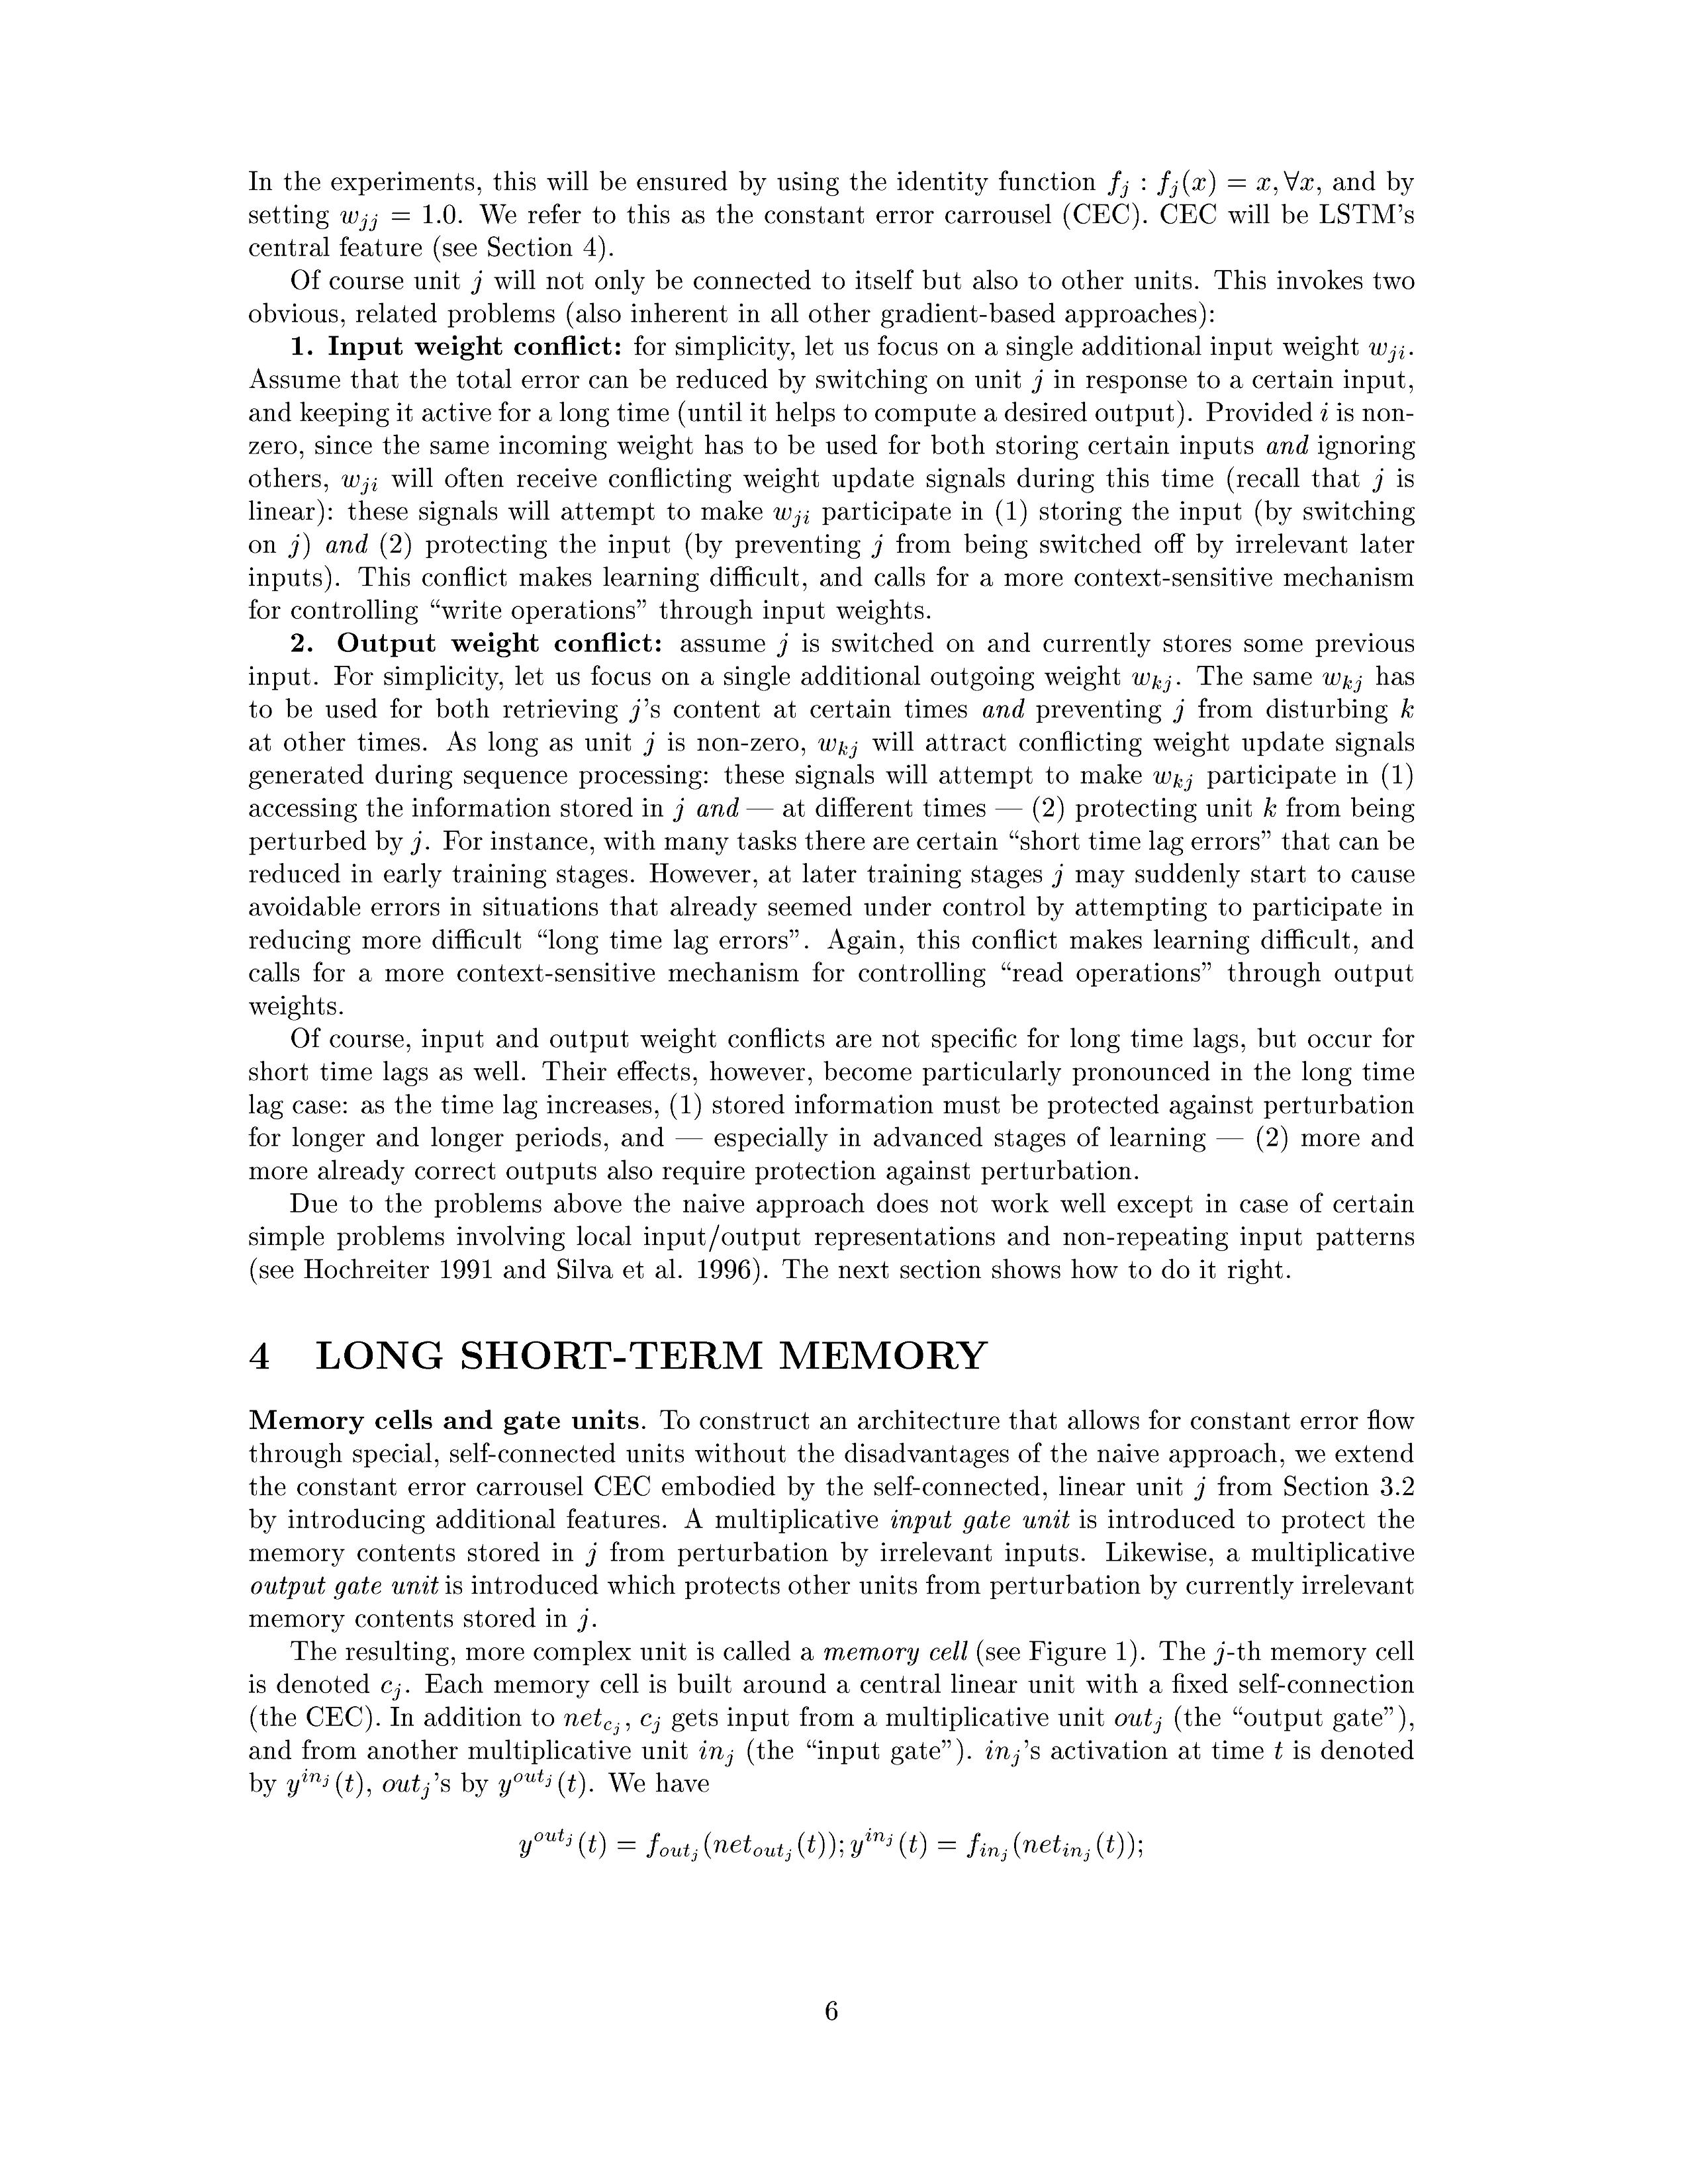 In the experiments, this will be ensured by using the identity function f_j : f_j(x) = x, ∀x, and by
setting w_jj = 1.0. We refer to this as the constant error carrousel (CEC). CEC will be LSTM's
central feature (see Section 4).
Of course unit j will not only be connected to itself but also to other units. This invokes two
obvious, related problems (also inherent in all other gradient-based approaches):
1. Input weight conflict: for simplicity, let us focus on a single additional input weight w_ji.
Assume that the total error can be reduced by switching on unit j in response to a certain input,
and keeping it active for a long time (until it helps to compute a desired output). Provided i is non-
zero, since the same incoming weight has to be used for both storing certain inputs and ignoring
others, w_ji will often receive conflicting weight update signals during this time (recall that j is
linear): these signals will attempt to make w_ji participate in (1) storing the input (by switching
on j) and (2) protecting the input (by preventing j from being switched off by irrelevant later
inputs). This conflict makes learning difficult, and calls for a more context-sensitive mechanism
for controlling “write operations” through input weights.
2. Output weight conflict: assume j is switched on and currently stores some previous
input. For simplicity, let us focus on a single additional outgoing weight w_kj. The same w_kj has
to be used for both retrieving j's content at certain times and preventing j from disturbing k
at other times. As long as unit j is non-zero, w_kj will attract conflicting weight update signals
generated during sequence processing: these signals will attempt to make w_kj participate in (1)
accessing the information stored in j and — at different times — (2) protecting unit k from being
perturbed by j. For instance, with many tasks there are certain “short time lag errors” that can be
reduced in early training stages. However, at later training stages j may suddenly start to cause
avoidable errors in situations that already seemed under control by attempting to participate in
reducing more difficult “long time lag errors”. Again, this conflict makes learning difficult, and
calls for a more context-sensitive mechanism for controlling “read operations” through output
weights.
Of course, input and output weight conflicts are not specific for long time lags, but occur for
short time lags as well. Their effects, however, become particularly pronounced in the long time
lag case: as the time lag increases, (1) stored information must be protected against perturbation
for longer and longer periods, and — especially in advanced stages of learning — (2) more and
more already correct outputs also require protection against perturbation.
Due to the problems above the naive approach does not work well except in case of certain
simple problems involving local input/output representations and non-repeating input patterns
(see Hochreiter 1991 and Silva et al. 1996). The next section shows how to do it right.
4 LONG SHORT-TERM MEMORY
Memory cells and gate units. To construct an architecture that allows for constant error flow
through special, self-connected units without the disadvantages of the naive approach, we extend
the constant error carrousel CEC embodied by the self-connected, linear unit j from Section 3.2
by introducing additional features. A multiplicative input gate unit is introduced to protect the
memory contents stored in j from perturbation by irrelevant inputs. Likewise, a multiplicative
output gate unit is introduced which protects other units from perturbation by currently irrelevant
memory contents stored in j.
The resulting, more complex unit is called a memory cell (see Figure 1). The j-th memory cell
is denoted c_j. Each memory cell is built around a central linear unit with a fixed self-connection
(the CEC). In addition to net_{c_j}, c_j gets input from a multiplicative unit out_j (the “output gate”),
and from another multiplicative unit in_j (the “input gate”). in_j's activation at time t is denoted
by y^{in_j}(t), out_j's by y^{out_j}(t). We have
y^{out_j}(t) = f_{out_j}(net_{out_j}(t)); y^{in_j}(t) = f_{in_j}(net_{in_j}(t));
6